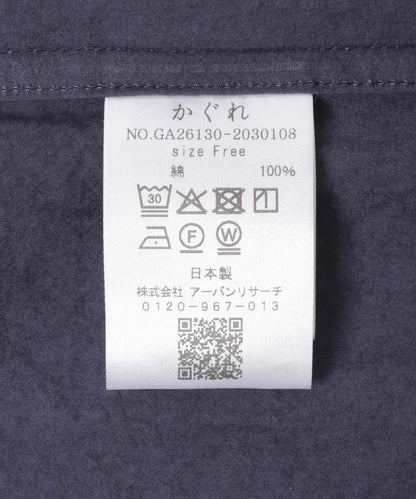 かぐれ
NO.GA26130-2030108
size Free
綿 100%
30
F W
日本製
株式会社 アーバンリサーチ
0120-967-013